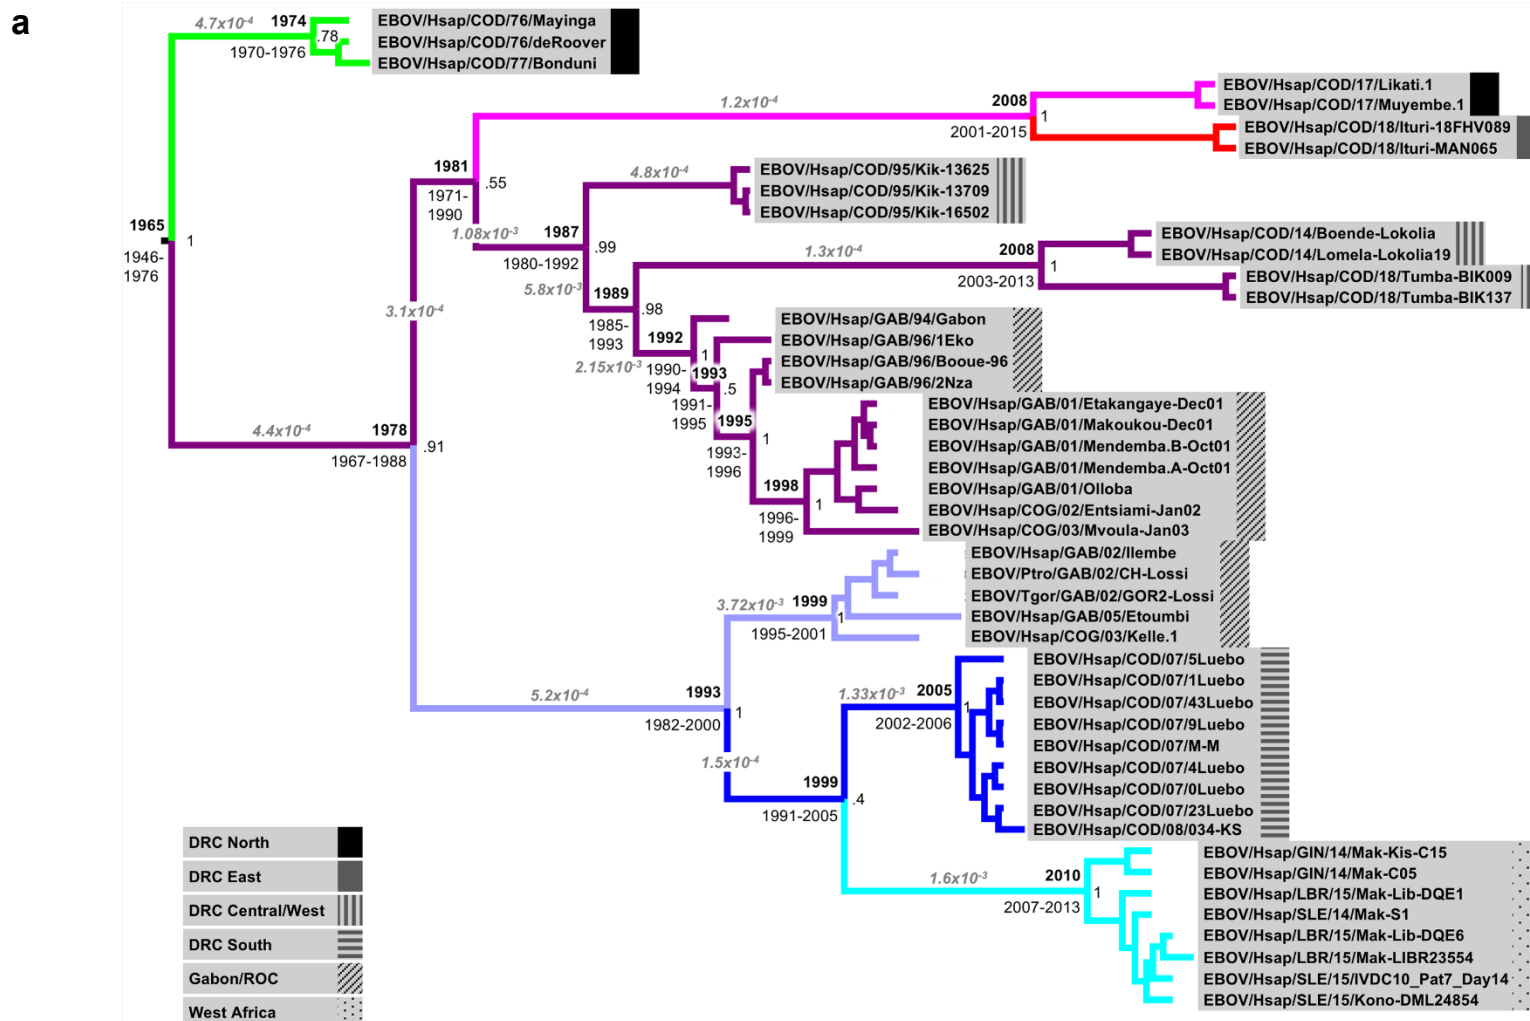 a
4.7x10-4
1974
EBOV/Hsap/COD/76/Mayinga
.78
EBOV/Hsap/COD/76/deRoover
1970-1976
EBOV/Hsap/COD/77/Bonduni
EBOV/Hsap/COD/17/Likati.1
1.2x10-4
2008
EBOV/Hsap/COD/17/Muyembe.1
1
2001-2015
EBOV/Hsap/COD/18/Ituri-18FHV089
EBOV/Hsap/COD/18/Ituri-MAN065
1981
4.8x10-4
EBOV/Hsap/COD/95/Kik-13625
.55
1971-
1990
EBOV/Hsap/COD/95/Kik-13709
EBOV/Hsap/COD/95/Kik-16502
1965
1
1946-
1976
1.08x10-3
1987
.99
1980-1992
EBOV/Hsap/COD/14/Boende-Lokolia
1.3x10-4
2008
EBOV/Hsap/COD/14/Lomela-Lokolia19
1
2003-2013
EBOV/Hsap/COD/18/Tumba-BIK009
EBOV/Hsap/COD/18/Tumba-BIK137
5.8x10-3
1989
.98
1985-
1993
3.1x10-4
EBOV/Hsap/GAB/94/Gabon
1992
1
EBOV/Hsap/GAB/96/1Eko
2.15x10-3
1990-
1994
1993
.5
EBOV/Hsap/GAB/96/Booue-96
EBOV/Hsap/GAB/96/2Nza
1991-
1995
1995
1
1993-
1996
EBOV/Hsap/GAB/01/Etakangaye-Dec01
EBOV/Hsap/GAB/01/Makoukou-Dec01
4.4x10-4
1978
.91
1967-1988
EBOV/Hsap/GAB/01/Mendemba.B-Oct01
EBOV/Hsap/GAB/01/Mendemba.A-Oct01
1998
1
1996-
1999
EBOV/Hsap/GAB/01/Olloba
EBOV/Hsap/COG/02/Entsiami-Jan02
EBOV/Hsap/COG/03/Mvoula-Jan03
EBOV/Hsap/GAB/02/Ilembe
EBOV/Ptro/GAB/02/CH-Lossi
3.72x10-3
1999
EBOV/Tgor/GAB/02/GOR2-Lossi
1
1995-2001
EBOV/Hsap/GAB/05/Etoumbi
EBOV/Hsap/COG/03/Kelle.1
EBOV/Hsap/COD/07/5Luebo
5.2x10-4
1993
1
1982-2000
1.33x10-3
2005
1
2002-2006
EBOV/Hsap/COD/07/1Luebo
EBOV/Hsap/COD/07/43Luebo
EBOV/Hsap/COD/07/9Luebo
EBOV/Hsap/COD/07/M-M
1.5x10-4
EBOV/Hsap/COD/07/4Luebo
1999
.4
1991-2005
EBOV/Hsap/COD/07/0Luebo
EBOV/Hsap/COD/07/23Luebo
EBOV/Hsap/COD/08/034-KS
1.6x10-3
2010
1
2007-2013
EBOV/Hsap/GIN/14/Mak-Kis-C15
EBOV/Hsap/GIN/14/Mak-C05
EBOV/Hsap/LBR/15/Mak-Lib-DQE1
EBOV/Hsap/SLE/14/Mak-S1
EBOV/Hsap/LBR/15/Mak-Lib-DQE6
EBOV/Hsap/LBR/15/Mak-LIBR23554
EBOV/Hsap/SLE/15/IVDC10_Pat7_Day14
EBOV/Hsap/SLE/15/Kono-DML24854
DRC North
DRC East
DRC Central/West
DRC South
Gabon/ROC
West Africa